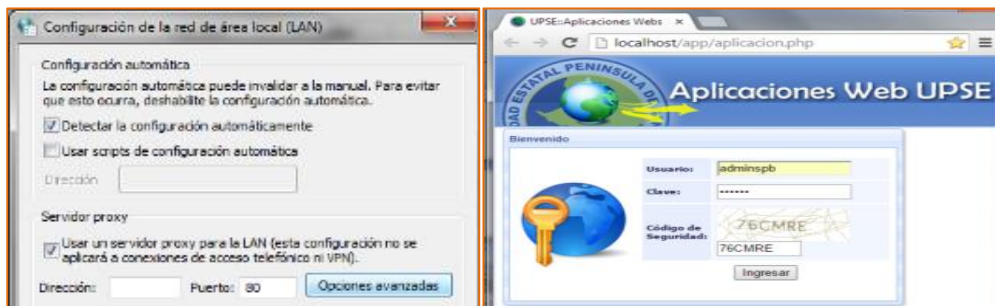 Configuración de la red de área local (LAN)
Configuración automática
La configuración automática puede invalidar a la manual. Para evitar
que esto ocurra, deshabilite la configuración automática.
Detectar la configuración automáticamente
Usar scripts de configuración automática
Dirección
Servidor proxy
Usar un servidor proxy para la LAN (esta configuración no se
aplicará a conexiones de acceso telefónico ni VPN).
Dirección: Puerto: 80 Opciones avanzadas
UPSE::Aplicaciones Webs
localhost/app/aplicacion.php
ESTATAL PENINSULA DE
Aplicaciones Web UPSE
Bienvenido
Usuario: adminspb
Clave: ••••••
76CMRE
Código de
Seguridad:
76CMRE
Ingresar